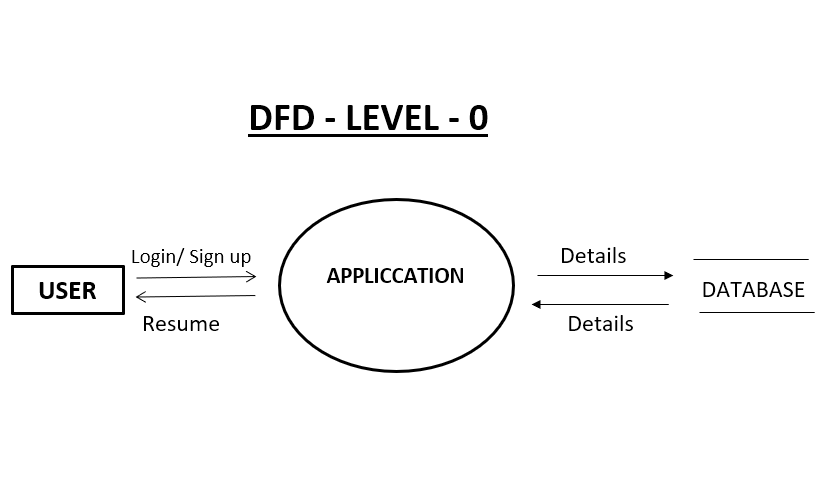 DFD - LEVEL - 0
Login/ Sign up
USER
Resume
APPLICCATION
Details
DATABASE
Details